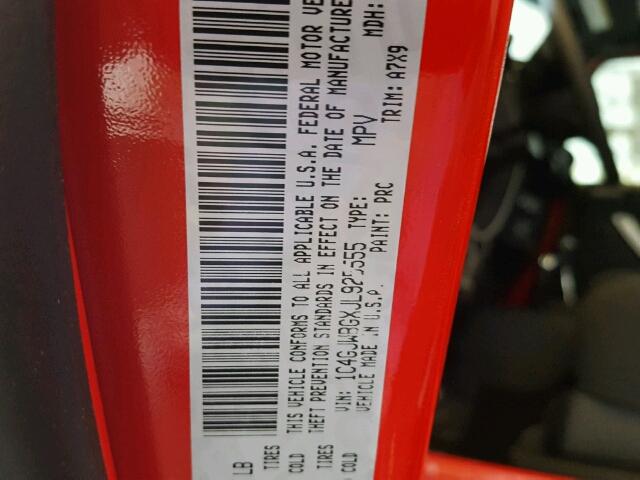 LB
TIRES
COLD
TIRES
COLD
THIS VEHICLE CONFORMS TO ALL APPLICABLE U.S.A. FEDERAL MOTOR VE
THEFT PREVENTION STANDARDS IN EFFECT ON THE DATE OF MANUFACTURE
MDH:
VIN: TYPE: MPV
VEHICLE MADE IN U.S.P. PAINT: PRC TRIM: A7X9